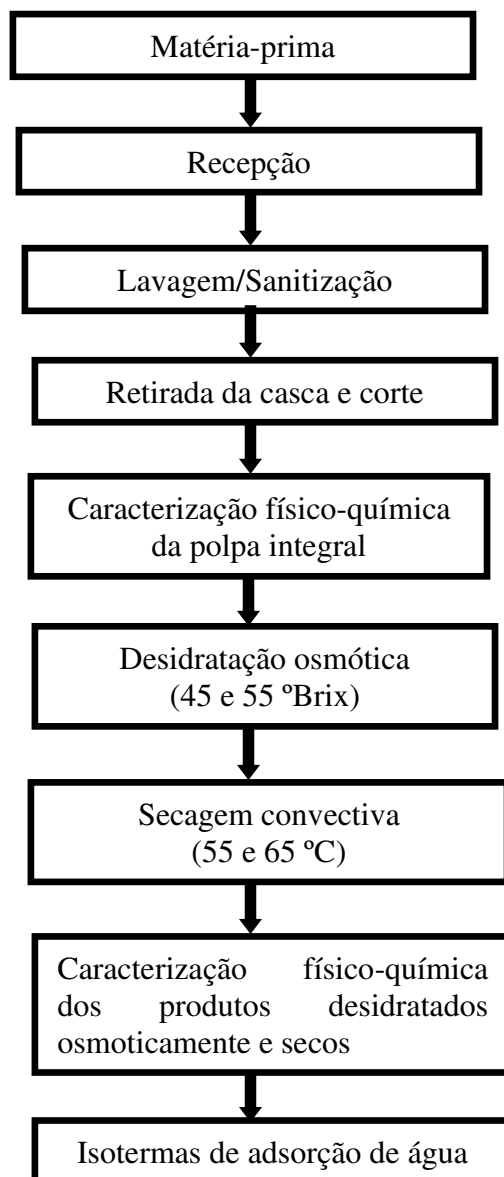 Matéria-prima
Recepção
Lavagem/Sanitização
Retirada da casca e corte
Caracterização físico-química
da polpa integral
Desidratação osmótica
(45 e 55 ºBrix)
Secagem convectiva
(55 e 65 ºC)
Caracterização físico-química
dos produtos desidratados
osmoticamente e secos
Isotermas de adsorção de água